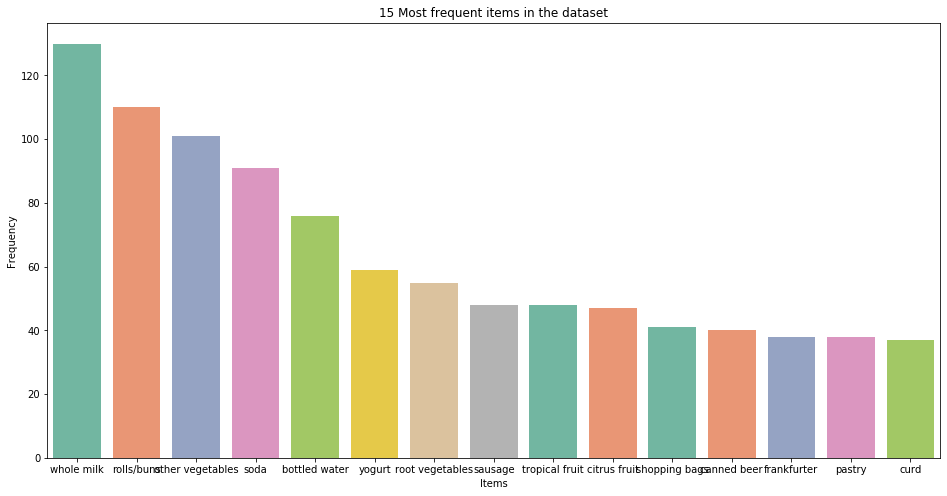 15 Most frequent items in the dataset
Frequency
120
100
80
60
40
20
0
whole milk rolls/buns other vegetables soda bottled water yogurt root vegetables sausage tropical fruit citrus fruit shopping bags canned beer frankfurter pastry curd
Items